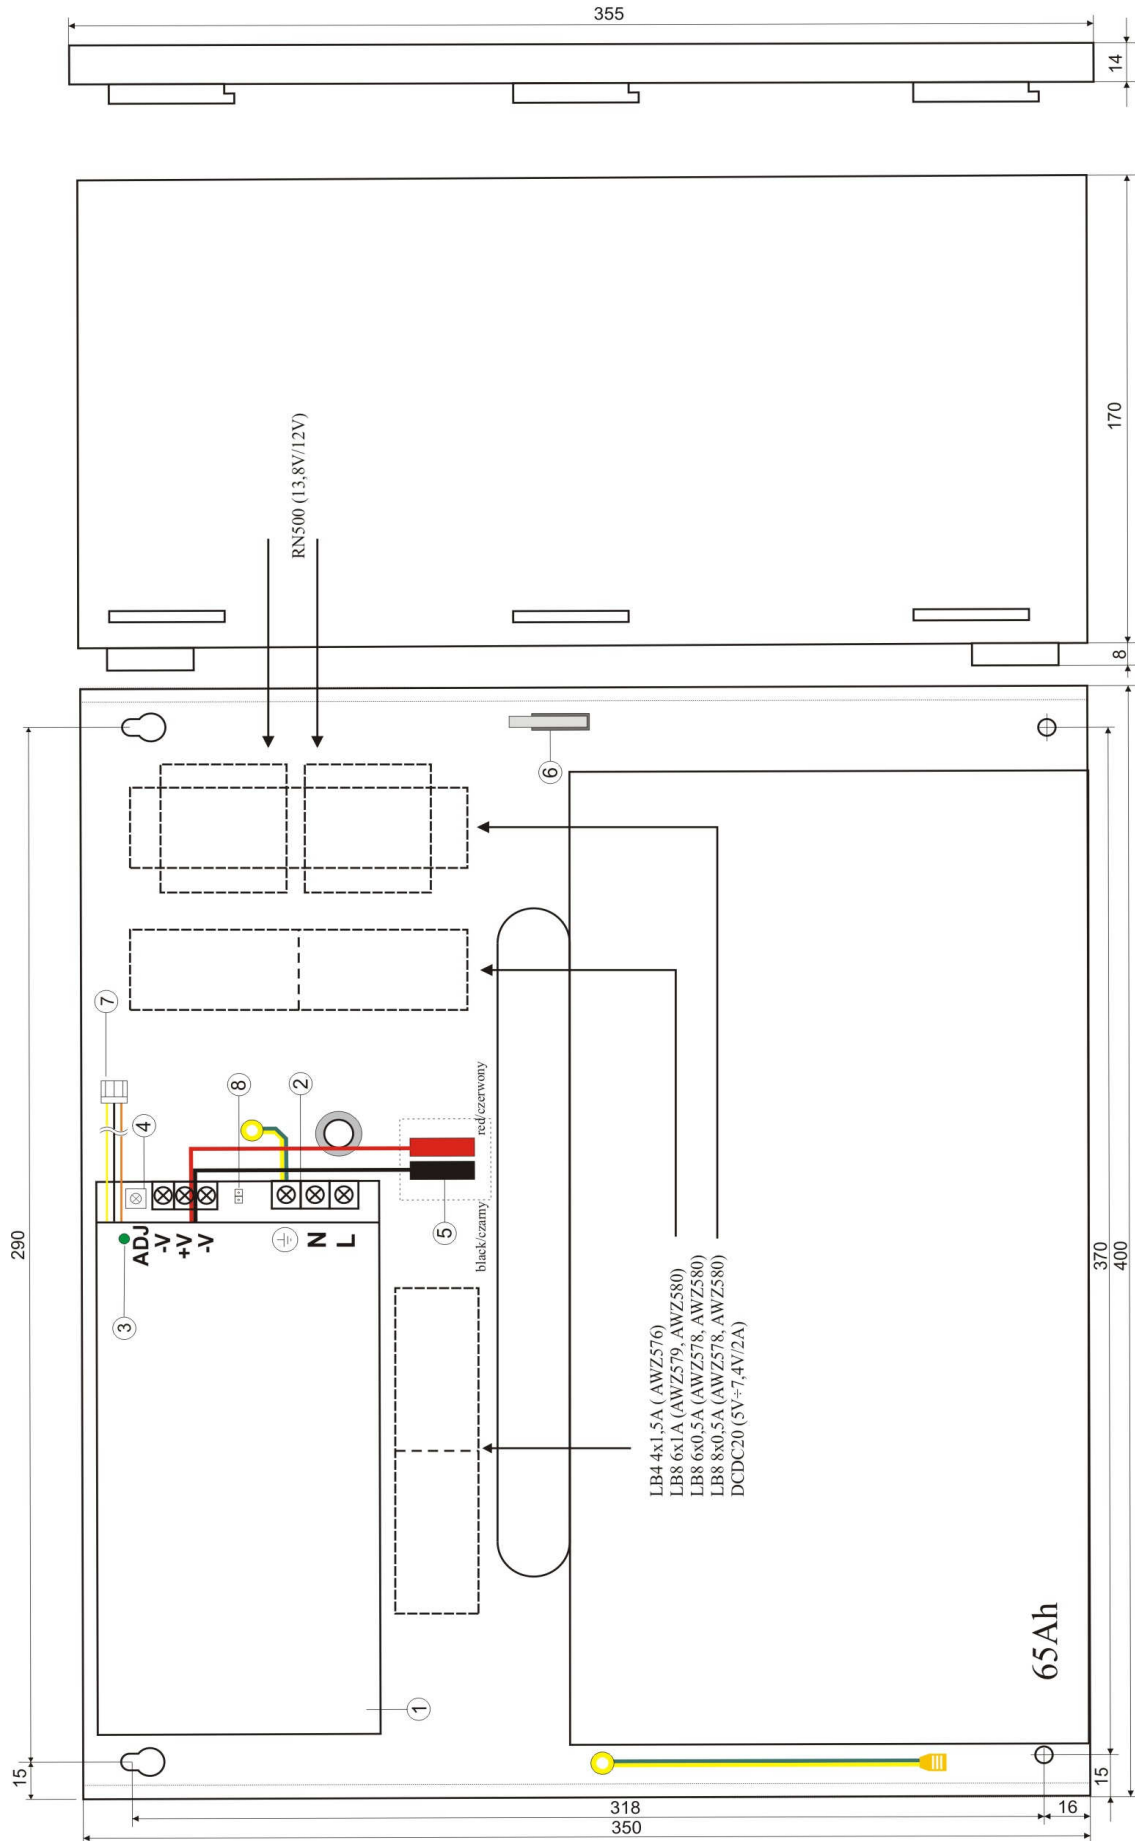 355
14
170
8
RN500 (13,8V/12V)
290
15
7
4
8
2
6
3
5
1
ADJ
-V
+V
-V
N
L
red/czerwony
black/czarny
LB4 4x1,5A ( AWZ576)
LB8 6x1A (AWZ579, AWZ580)
LB8 6x0,5A (AWZ578, AWZ580)
LB8 8x0,5A (AWZ578, AWZ580)
DCDC20 (5V÷7,4V/2A)
65Ah
370
400
15
318
16
350